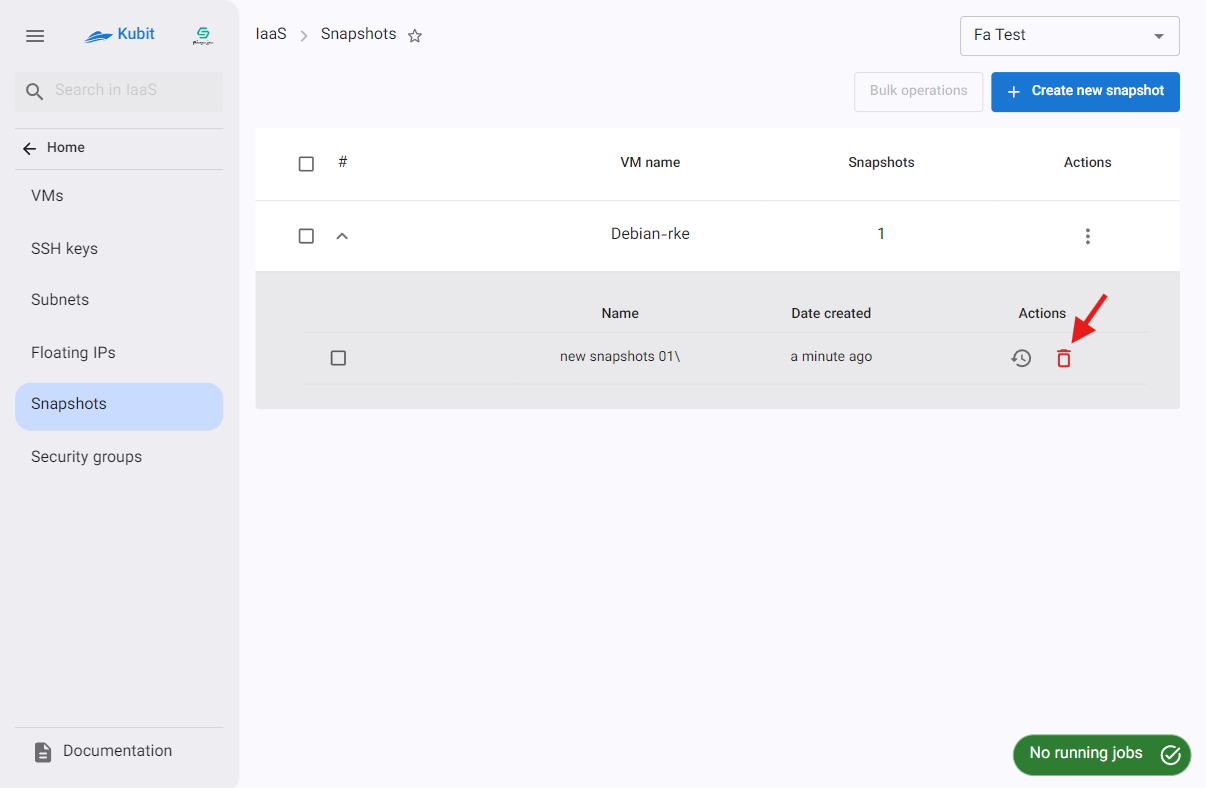 Kubit
IaaS
Snapshots
Fa Test
Search in IaaS
Bulk operations
+ Create new snapshot
Home
VMs
SSH keys
Subnets
Floating IPs
Snapshots
Security groups
# VM name Snapshots Actions
Debian-rke 1
Name Date created Actions
new snapshots 01\ a minute ago
Documentation
No running jobs